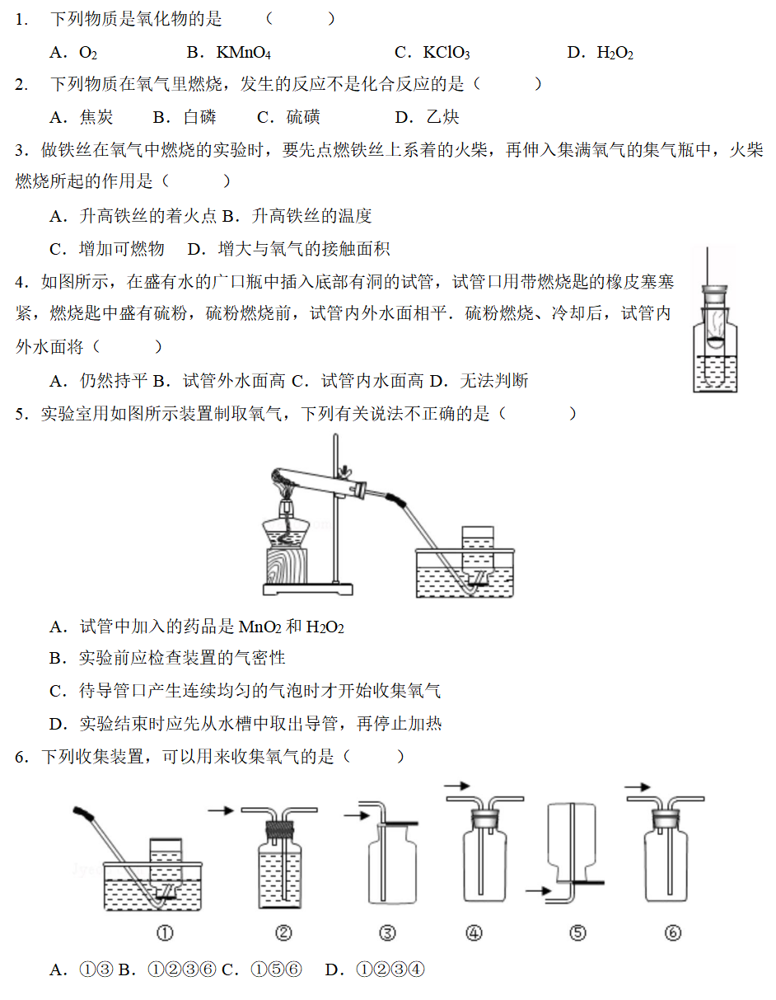 1. 下列物质是氧化物的是 （ ）
A．O₂ B．KMnO₄ C．KClO₃ D．H₂O₂
2. 下列物质在氧气里燃烧，发生的反应不是化合反应的是（ ）
A．焦炭 B．白磷 C．硫磺 D．乙炔
3．做铁丝在氧气中燃烧的实验时，要先点燃铁丝上系着的火柴，再伸入集满氧气的集气瓶中，火柴
燃烧所起的作用是（ ）
A．升高铁丝的着火点 B．升高铁丝的温度
C．增加可燃物 D．增大与氧气的接触面积
4．如图所示，在盛有水的广口瓶中插入底部有洞的试管，试管口用带燃烧匙的橡皮塞塞
紧，燃烧匙中盛有硫粉，硫粉燃烧前，试管内外水面相平．硫粉燃烧、冷却后，试管内
外水面将（ ）
A．仍然持平 B．试管外水面高 C．试管内水面高 D．无法判断
5．实验室用如图所示装置制取氧气，下列有关说法不正确的是（ ）
A．试管中加入的药品是 MnO₂ 和 H₂O₂
B．实验前应检查装置的气密性
C．待导管口产生连续均匀的气泡时才开始收集氧气
D．实验结束时应先从水槽中取出导管，再停止加热
6．下列收集装置，可以用来收集氧气的是（ ）
① ② ③ ④ ⑤ ⑥
A．①③ B．①②③⑥ C．①⑤⑥ D．①②③④